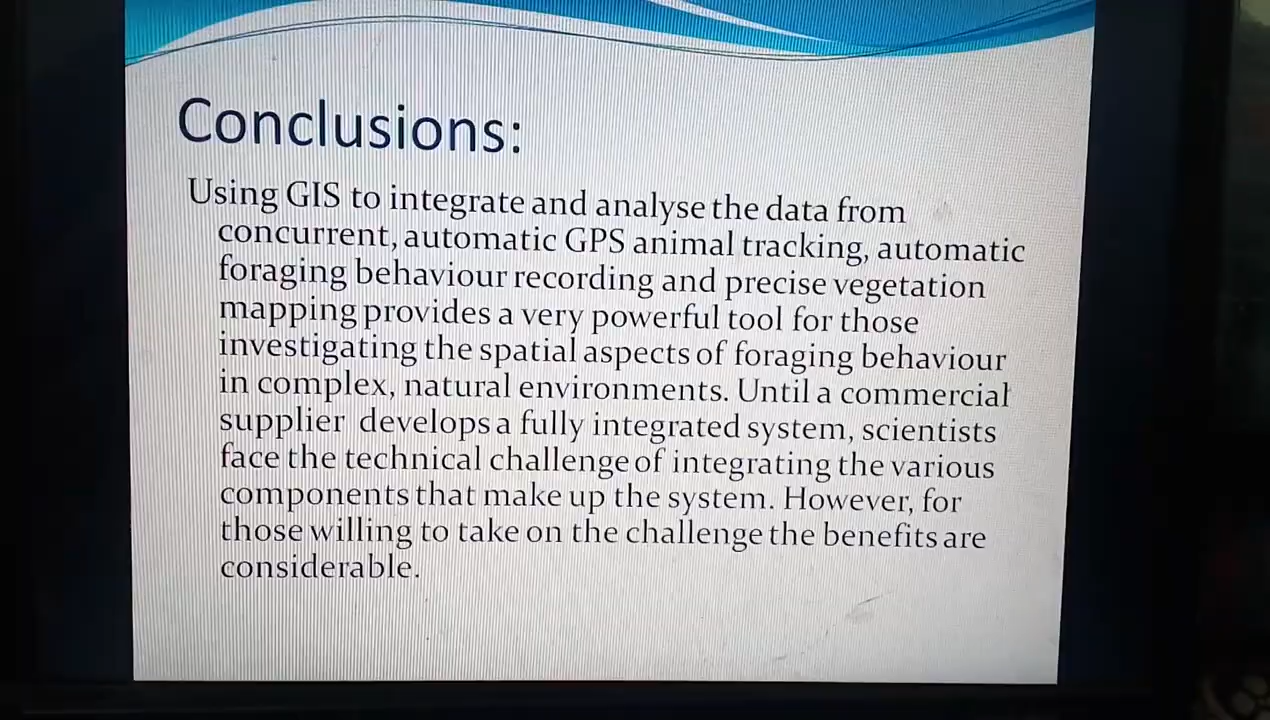 Conclusions:
Using GIS to integrate and analyse the data from
concurrent, automatic GPS animal tracking, automatic
foraging behaviour recording and precise vegetation
mapping provides a very powerful tool for those
investigating the spatial aspects of foraging behaviour
in complex, natural environments. Until a commercial
supplier develops a fully integrated system, scientists
face the technical challenge of integrating the various
components that make up the system. However, for
those willing to take on the challenge the benefits are
considerable.